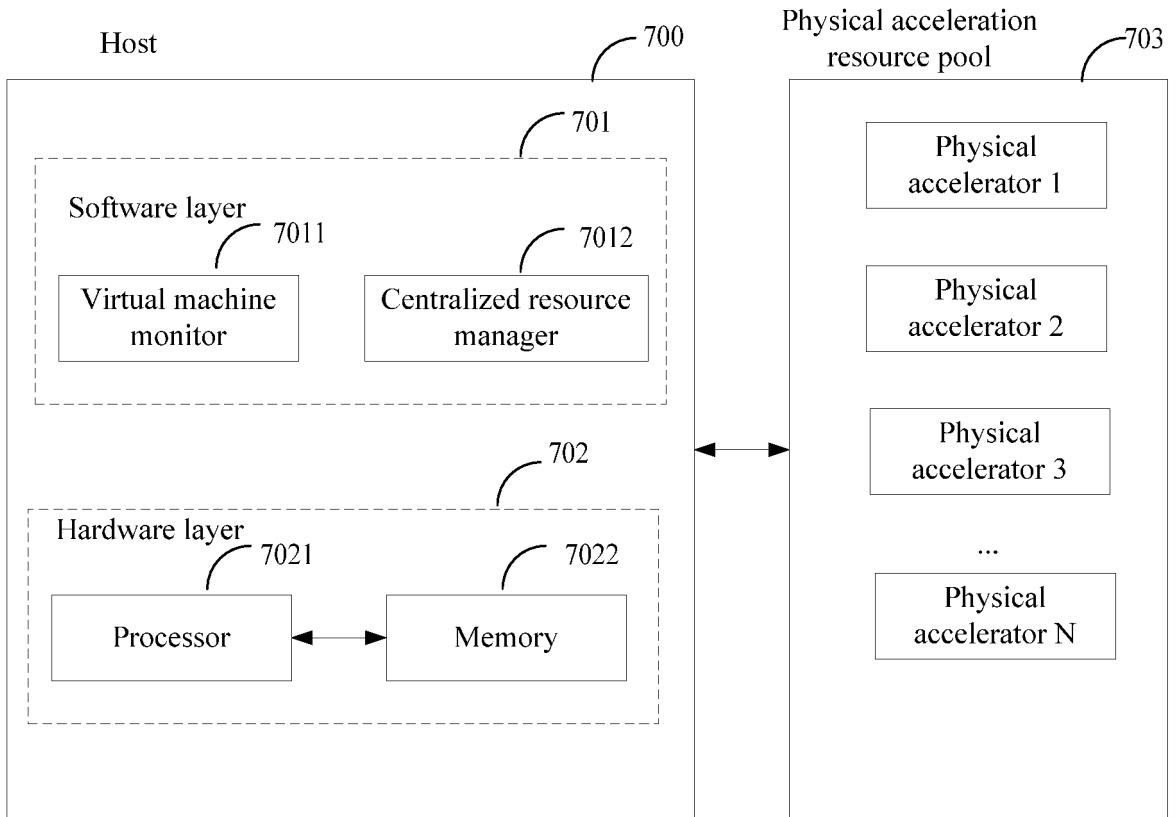 Host
700
701
Software layer
7011
7012
Virtual machine
monitor
Centralized resource
manager
702
Hardware layer
7021
7022
Processor
Memory
Physical acceleration
resource pool
703
Physical
accelerator 1
Physical
accelerator 2
Physical
accelerator 3
...
Physical
accelerator N